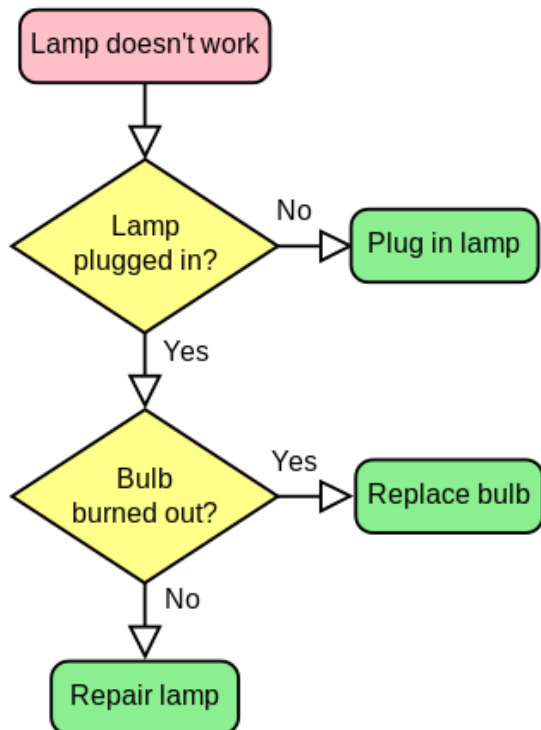 Lamp doesn't work
Lamp
plugged in?
No
Plug in lamp
Yes
Bulb
burned out?
Yes
Replace bulb
No
Repair lamp